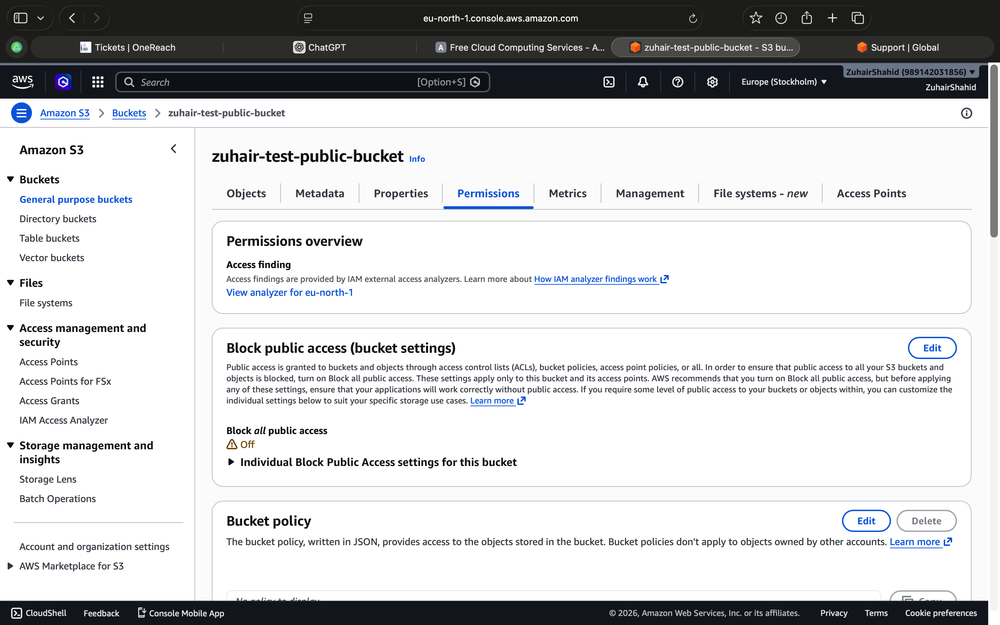 eu-north-1.console.aws.amazon.com
Tickets | OneReach
ChatGPT
A Free Cloud Computing Services - A...
zuhair-test-public-bucket - S3 bu...
Support | Global
aws
Search
[Option+S]
Europe (Stockholm)
ZuhairShahid (989142031856)
ZuhairShahid
Amazon S3
Buckets
zuhair-test-public-bucket
Amazon S3
Buckets
General purpose buckets
Directory buckets
Table buckets
Vector buckets
Files
File systems
Access management and
security
Access Points
Access Points for FSx
Access Grants
IAM Access Analyzer
Storage management and
insights
Storage Lens
Batch Operations
Account and organization settings
AWS Marketplace for S3
zuhair-test-public-bucket Info
Objects
Metadata
Properties
Permissions
Metrics
Management
File systems - new
Access Points
Permissions overview
Access finding
Access findings are provided by IAM external access analyzers. Learn more about How IAM analyzer findings work
View analyzer for eu-north-1
Block public access (bucket settings)
Edit
Public access is granted to buckets and objects through access control lists (ACLs), bucket policies, access point policies, or all. In order to ensure that public access to all your S3 buckets and
objects is blocked, turn on Block all public access. These settings apply only to this bucket and its access points. AWS recommends that you turn on Block all public access, but before applying
any of these settings, ensure that your applications will work correctly without public access. If you require some level of public access to your buckets or objects within, you can customize the
individual settings below to suit your specific storage use cases. Learn more
Block all public access
Off
Individual Block Public Access settings for this bucket
Bucket policy
Edit
Delete
The bucket policy, written in JSON, provides access to the objects stored in the bucket. Bucket policies don't apply to objects owned by other accounts. Learn more
No policy to display
Copy
CloudShell
Feedback
Console Mobile App
© 2026, Amazon Web Services, Inc. or its affiliates.
Privacy
Terms
Cookie preferences